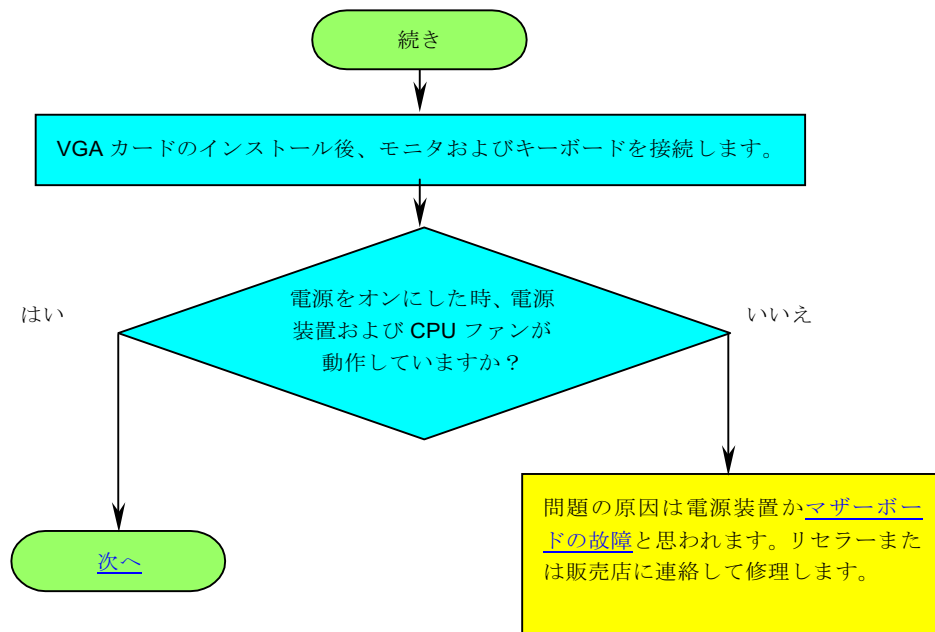 続き
VGA カードのインストール後、モニタおよびキーボードを接続します。
電源をオンにした時、電源
装置および CPU ファンが
動作していますか？
はい
いいえ
次へ
問題の原因は電源装置かマザーボー
ドの故障と思われます。リセラーまた
は販売店に連絡して修理します。